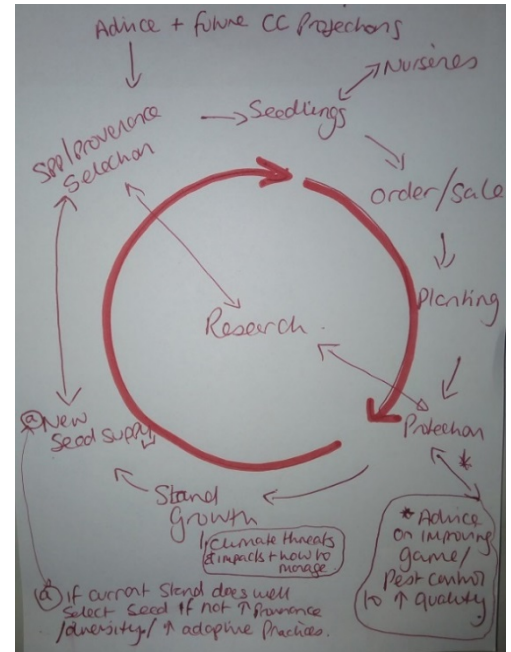 Advice + future CC Projections
Nurseries
Seedlings
Spp/provenence
Selection
order/sale
Planting
Research.
Protection
*
ⓐ New
Seed supply
Stand
Growth
climate threats
& impacts + how to
manage
* Advice
on improving
game/
Pest control
to ↑ quality
ⓐ if current stand does well
Select Seed if not ↑ Provenance
/diversity/ ↑ adaptive Practices.